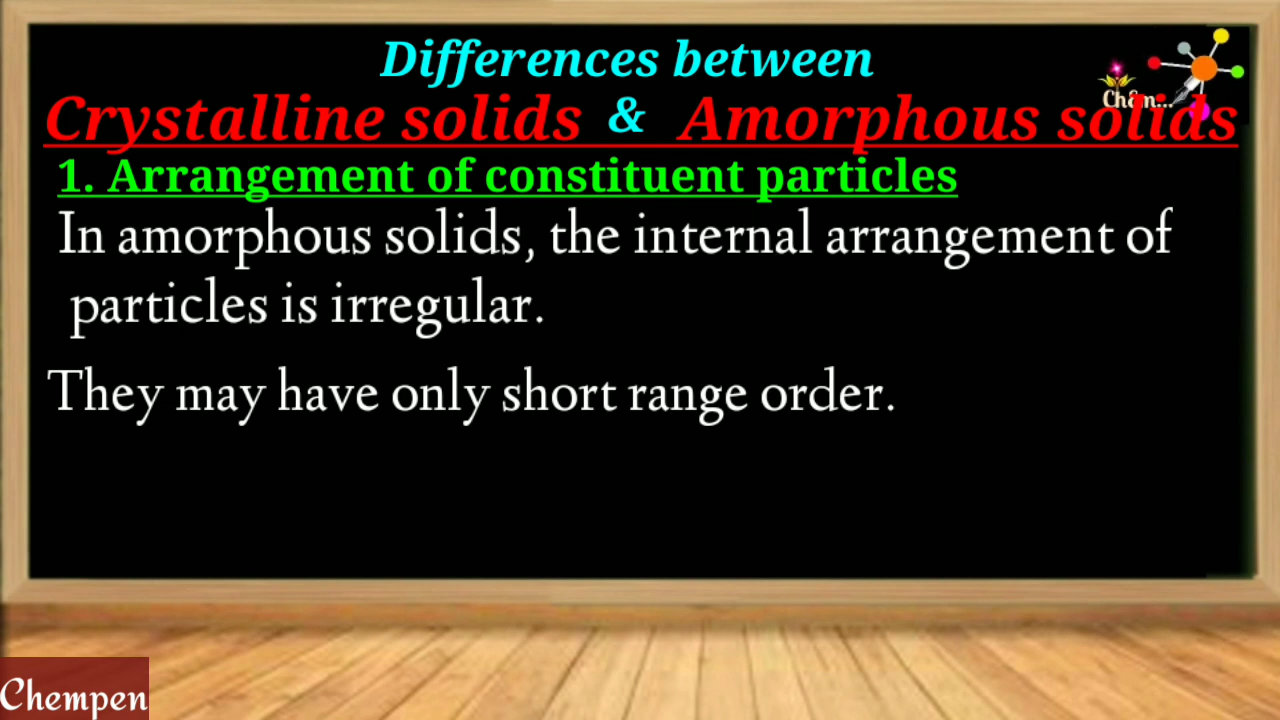 Differences between
Crystalline solids & Amorphous solids
1. Arrangement of constituent particles
In amorphous solids, the internal arrangement of
particles is irregular.
They may have only short range order.
Chempen